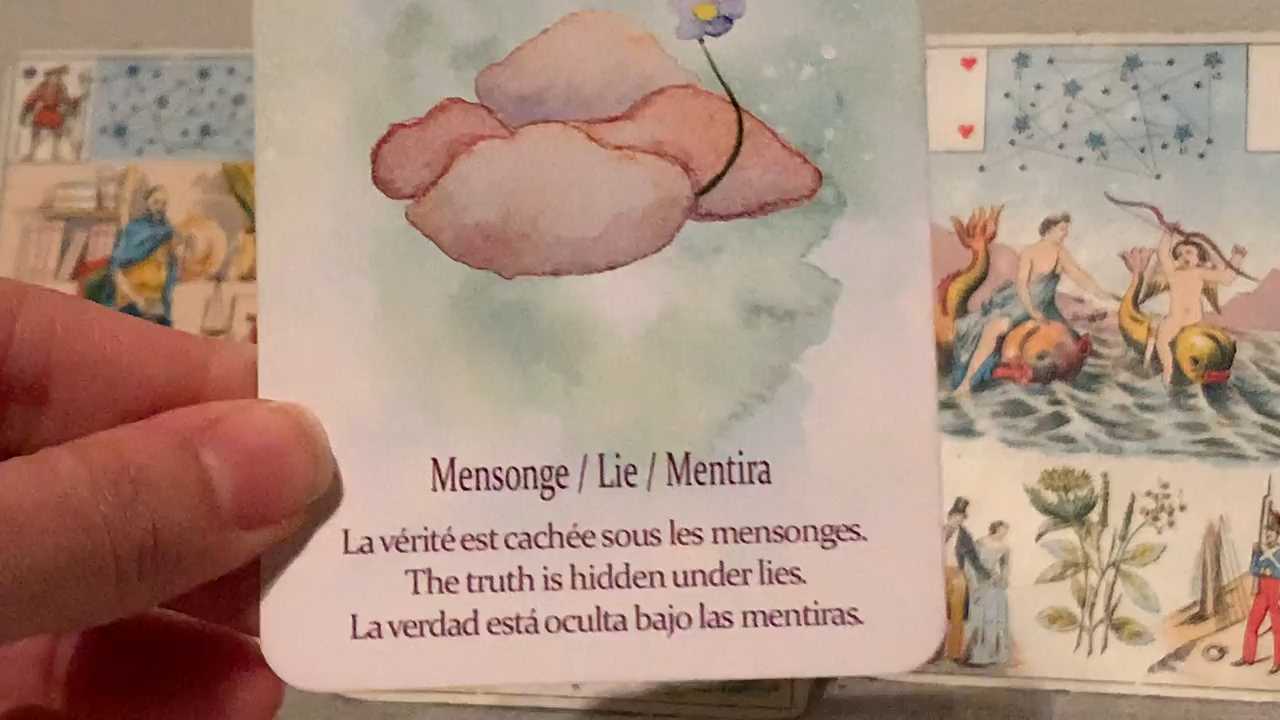 Mensonge / Lie / Mentira
La vérité est cachée sous les mensonges.
The truth is hidden under lies.
La verdad está oculta bajo las mentiras.